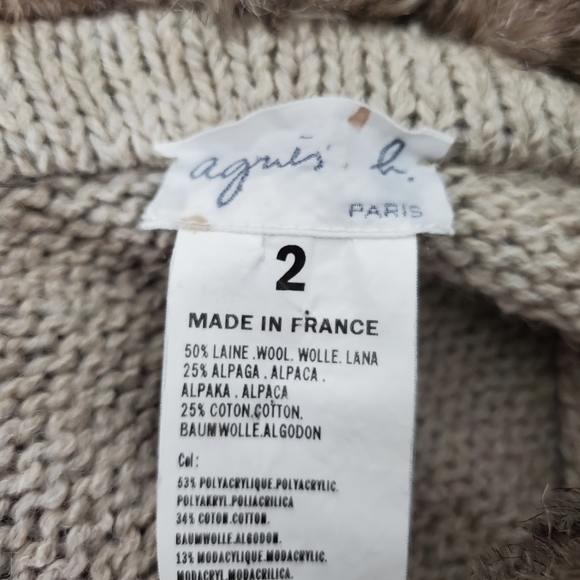 agnès b.
PARIS
2
MADE IN FRANCE
50% LAINE .WOOL. WOLLE. LANA
25% ALPAGA . ALPACA .
ALPAKA . ALPACA
25% COTON.COTTON.
BAUMWOLLE.ALGODON
Col:
53% POLYACRYLIQUE.POLYACRYLIC.
POLYAKRYL.POLIACRILICA
34% COTON.COTTON.
BAUMWOLLE.ALGODON.
13% MODACYLIQUE.MODACRYLIC.
MODACRYL.MODACRILICA